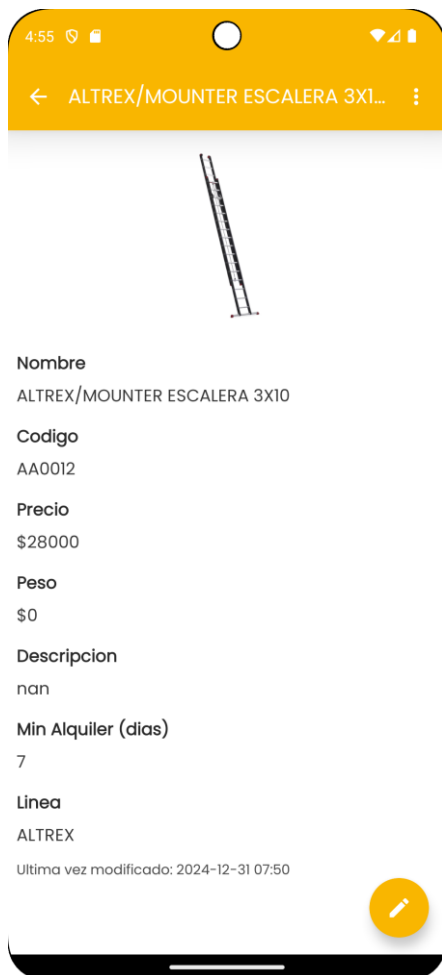 4:55
ALTREX/MOUNTER ESCALERA 3X1...
Nombre
ALTREX/MOUNTER ESCALERA 3X10
Codigo
AA0012
Precio
$28000
Peso
$0
Descripcion
nan
Min Alquiler (dias)
7
Linea
ALTREX
Ultima vez modificado: 2024-12-31 07:50